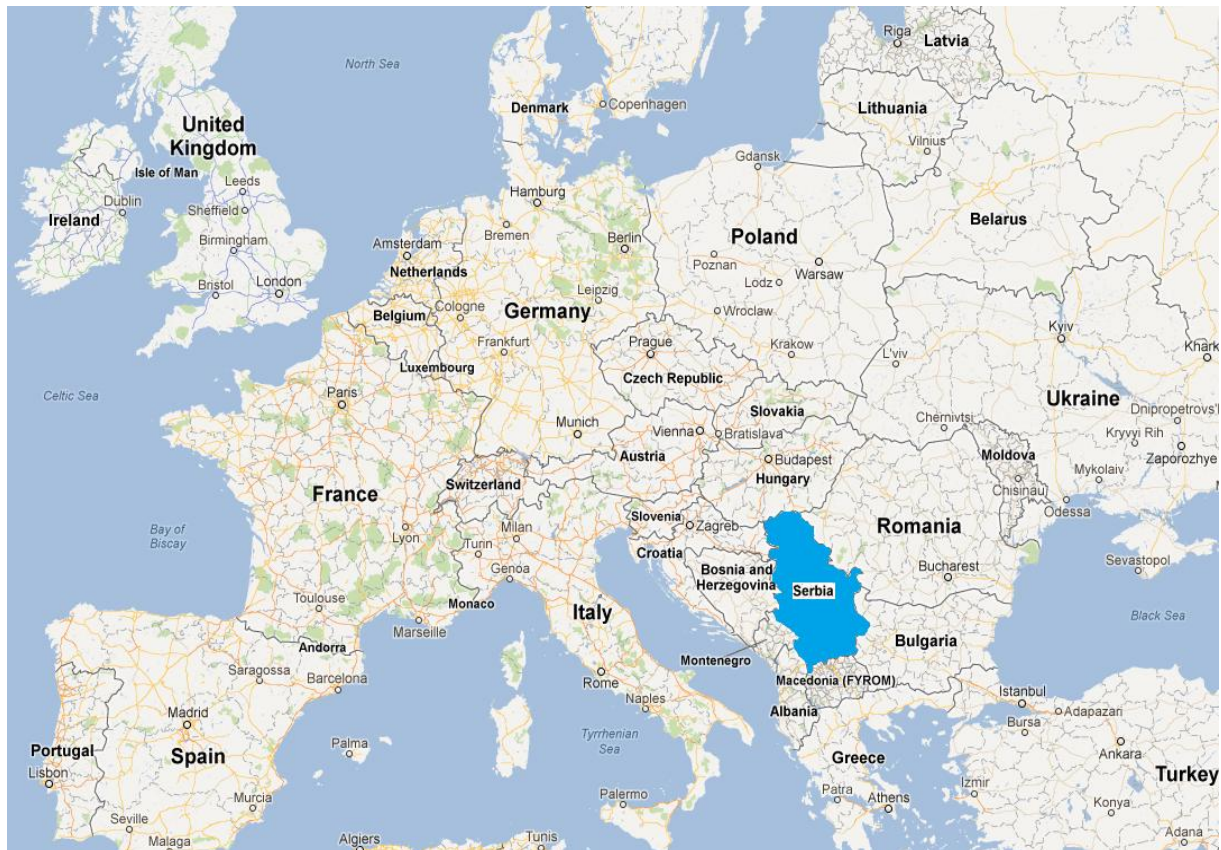 Riga
Latvia
North Sea
Denmark
Copenhagen
Lithuania
Vilnius
United
Kingdom
Isle of Man
Leeds
Dublin
Sheffield
Ireland
Birmingham
Bristol
London
Gdansk
Hamburg
Bremen
Berlin
Amsterdam
Netherlands
Poland
Poznan
Warsaw
Lodz
Belarus
Leipzig
Cologne
Germany
Belgium
Wroclaw
Frankfurt
Prague
Krakow
L'viv
Kyiv
Khark
Luxembourg
Czech Republic
Celtic Sea
Paris
Ukraine
Slovakia
Chernivtsi
Dnipropetrovs'
Munich
Vienna
Bratislava
Kryvyi Rih
Austria
Budapest
Moldova
Zaporozhye
Hungary
Mykolaiv
Switzerland
Chisinau
France
Odessa
Slovenia
Zagreb
Bay of
Biscay
Lyon
Milan
Turin
Croatia
Romania
Genoa
Bosnia and
Herzegovina
Serbia
Bucharest
Sevastopol
Toulouse
Monaco
Italy
Black Sea
Marseille
Andorra
Bulgaria
Montenegro
Saragossa
Barcelona
Rome
Macedonia (FYROM)
Naples
Istanbul
Albania
Adapazari
Bursa
Madrid
Tyrrhenian
Sea
Palma
Ankara
Portugal
Spain
Greece
Turkey
Lisbon
Izmir
Murcia
Palermo
Patra
Athens
Konya
Seville
Malaga
Algiers
Tunis
Adana